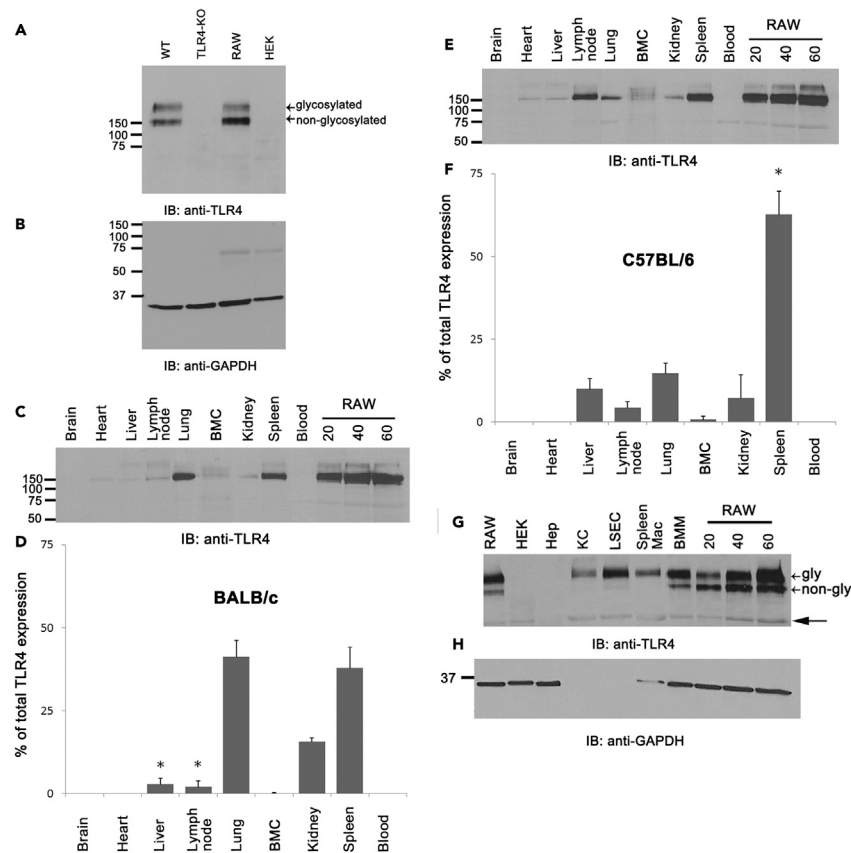 A
WT
TLR4-KO
RAW
HEK
glycosylated
non-glycosylated
150
100
75
IB: anti-TLR4
B
150
100
75
50
37
IB: anti-GAPDH
C
Brain
Heart
Liver
Lymph
node
Lung
BMC
Kidney
Spleen
Blood
RAW
20
40
60
150
100
75
50
IB: anti-TLR4
D
75
50
25
0
% of total TLR4 expression
BALB/c
*
*
Brain
Heart
Liver
Lymph
node
Lung
BMC
Kidney
Spleen
Blood
E
Brain
Heart
Liver
Lymph
node
Lung
BMC
Kidney
Spleen
Blood
RAW
20
40
60
150
100
75
50
IB: anti-TLR4
F
75
50
25
0
% of total TLR4 expression
C57BL/6
*
Brain
Heart
Liver
Lymph
node
Lung
BMC
Kidney
Spleen
Blood
G
RAW
HEK
Hep
KC
LSEC
Spleen
Mac
BMM
RAW
20
40
60
gly
non-gly
IB: anti-TLR4
H
37
IB: anti-GAPDH